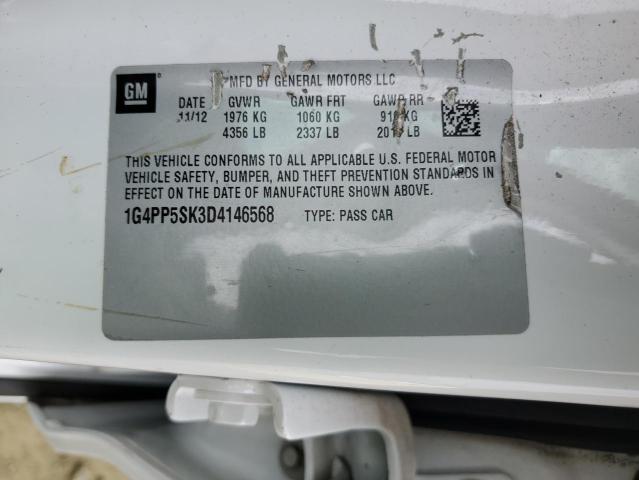 GM
MFD BY GENERAL MOTORS LLC
DATE GVWR GAWR FRT GAWR RR
11/12 1976 KG 1060 KG KG
4356 LB 2337 LB LB
THIS VEHICLE CONFORMS TO ALL APPLICABLE U.S. FEDERAL MOTOR
VEHICLE SAFETY, BUMPER, AND THEFT PREVENTION STANDARDS IN
EFFECT ON THE DATE OF MANUFACTURE SHOWN ABOVE.
1G4PP5SK3D4146568 TYPE: PASS CAR